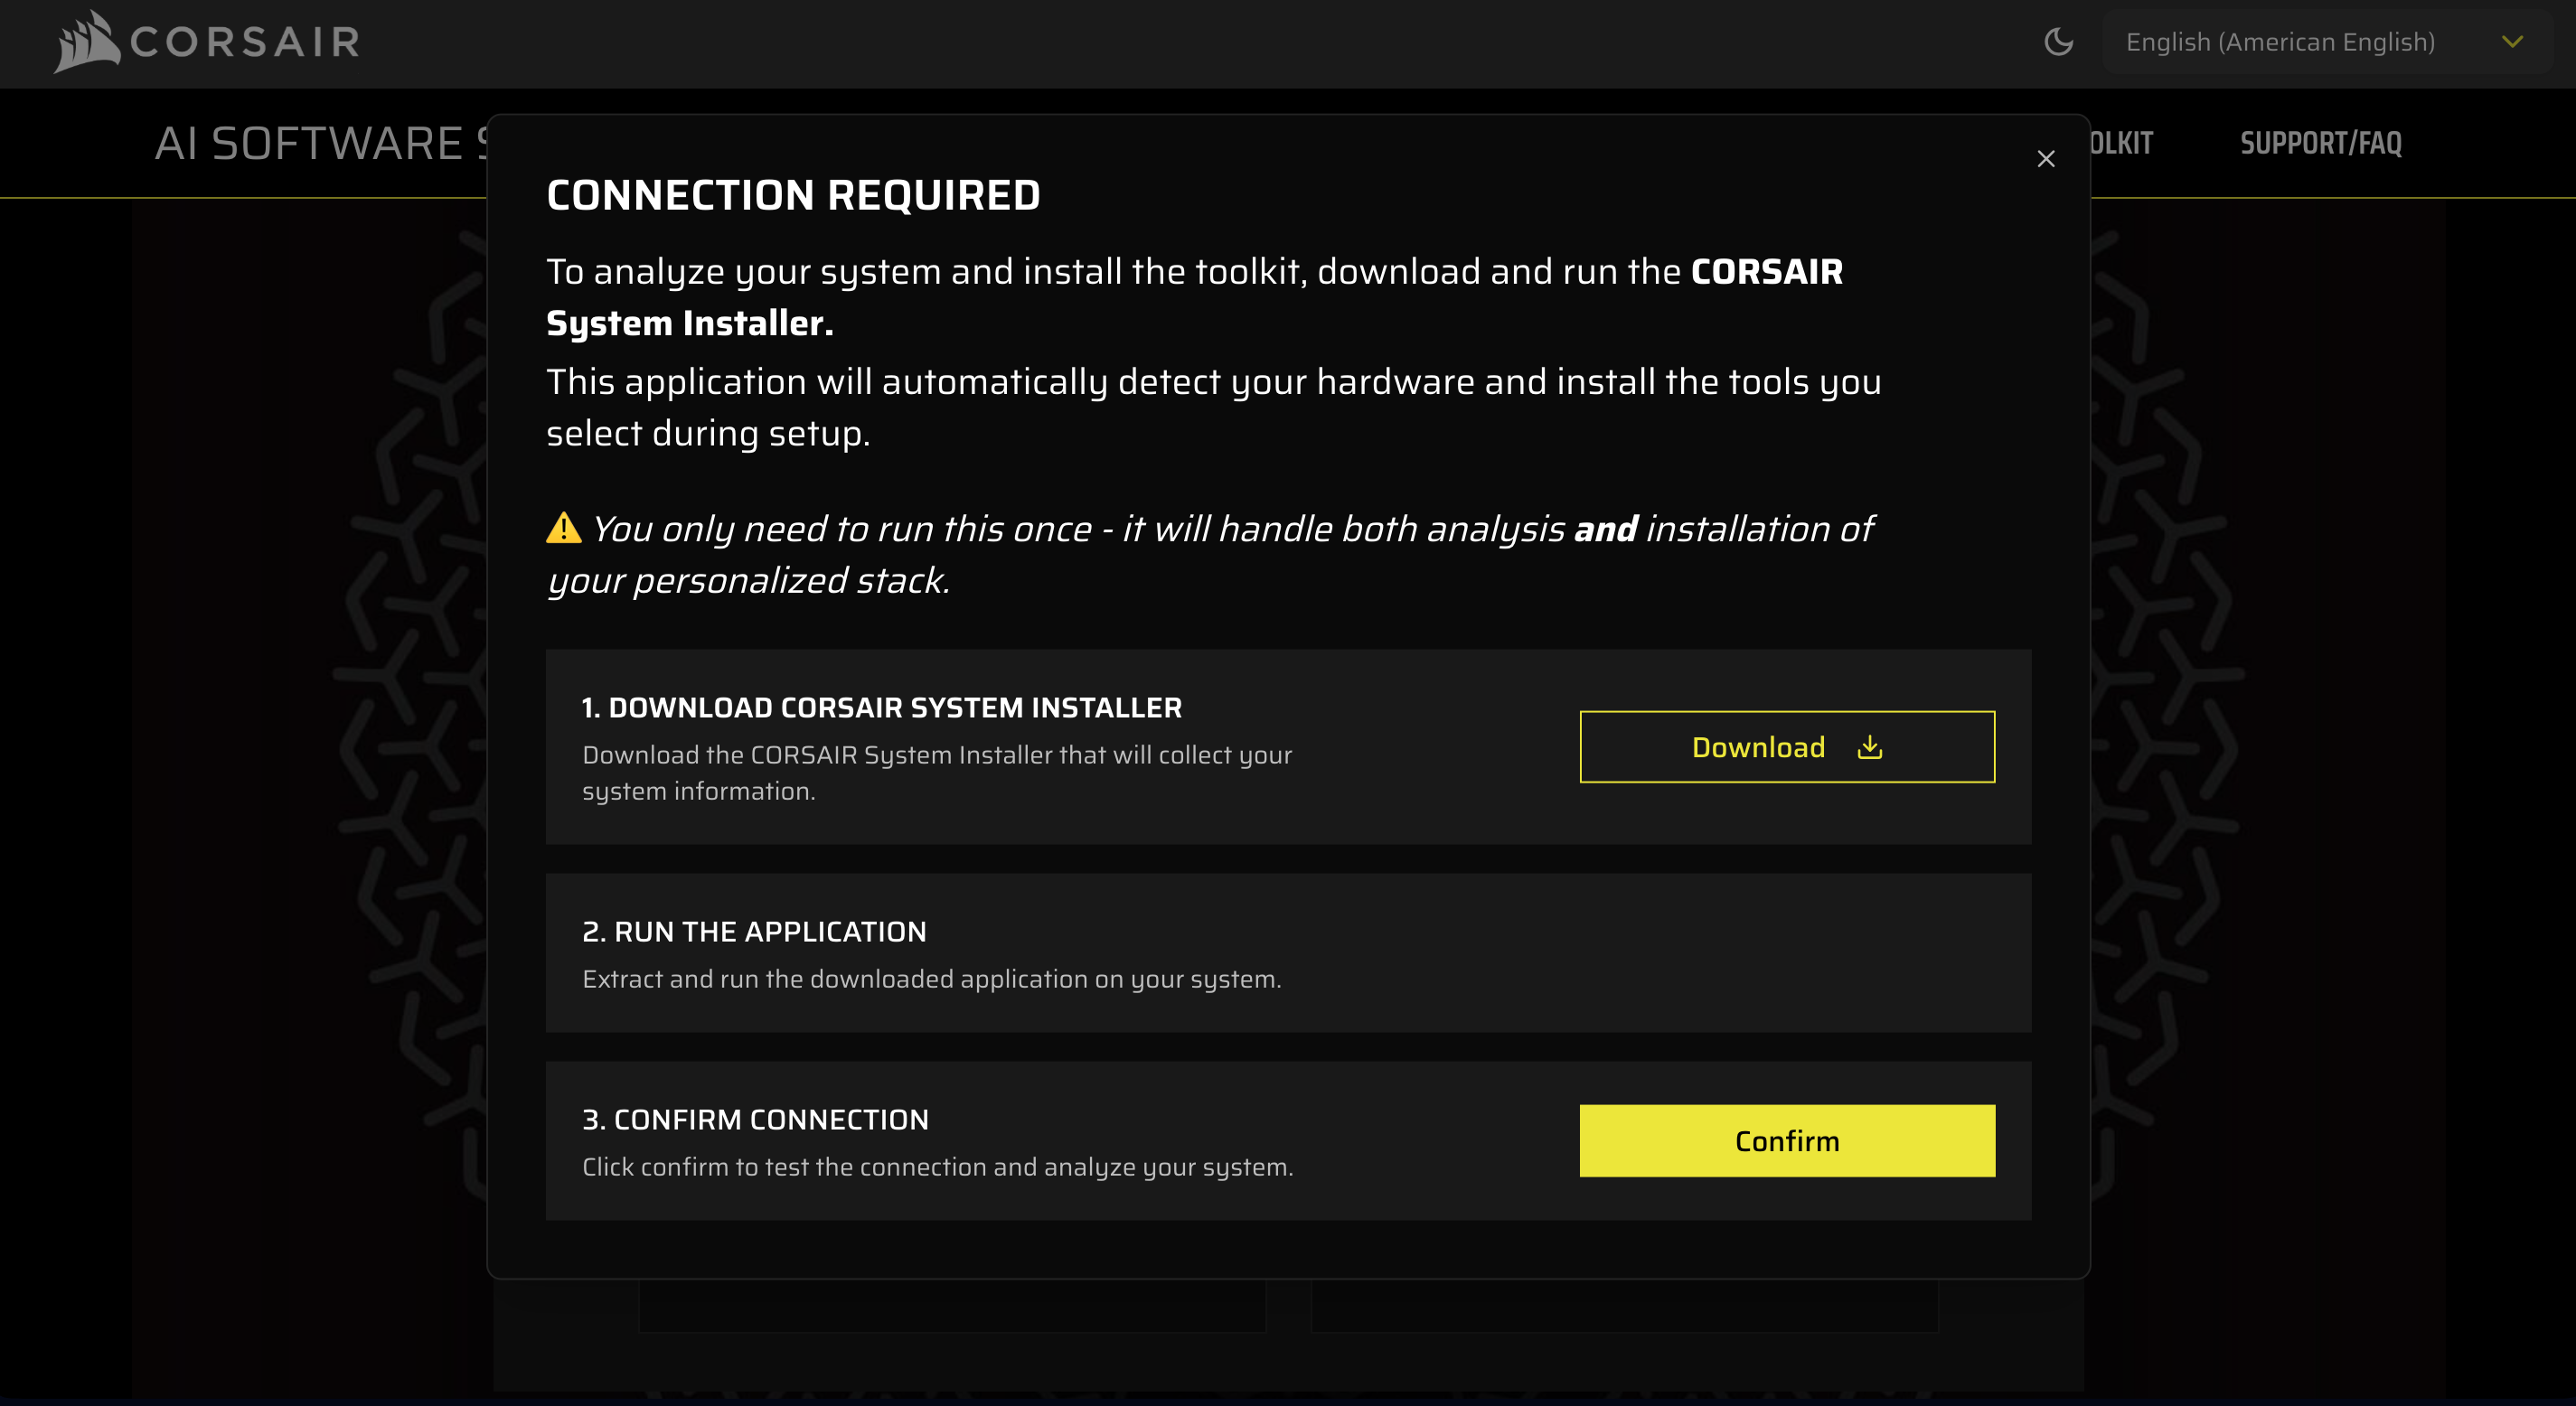 CORSAIR
English (American English)
AI SOFTWARE
SUPPORT/FAQ
CONNECTION REQUIRED
To analyze your system and install the toolkit, download and run the CORSAIR
System Installer.
This application will automatically detect your hardware and install the tools you
select during setup.
You only need to run this once - it will handle both analysis and installation of
your personalized stack.
1. DOWNLOAD CORSAIR SYSTEM INSTALLER
Download the CORSAIR System Installer that will collect your
system information.
Download
2. RUN THE APPLICATION
Extract and run the downloaded application on your system.
3. CONFIRM CONNECTION
Click confirm to test the connection and analyze your system.
Confirm